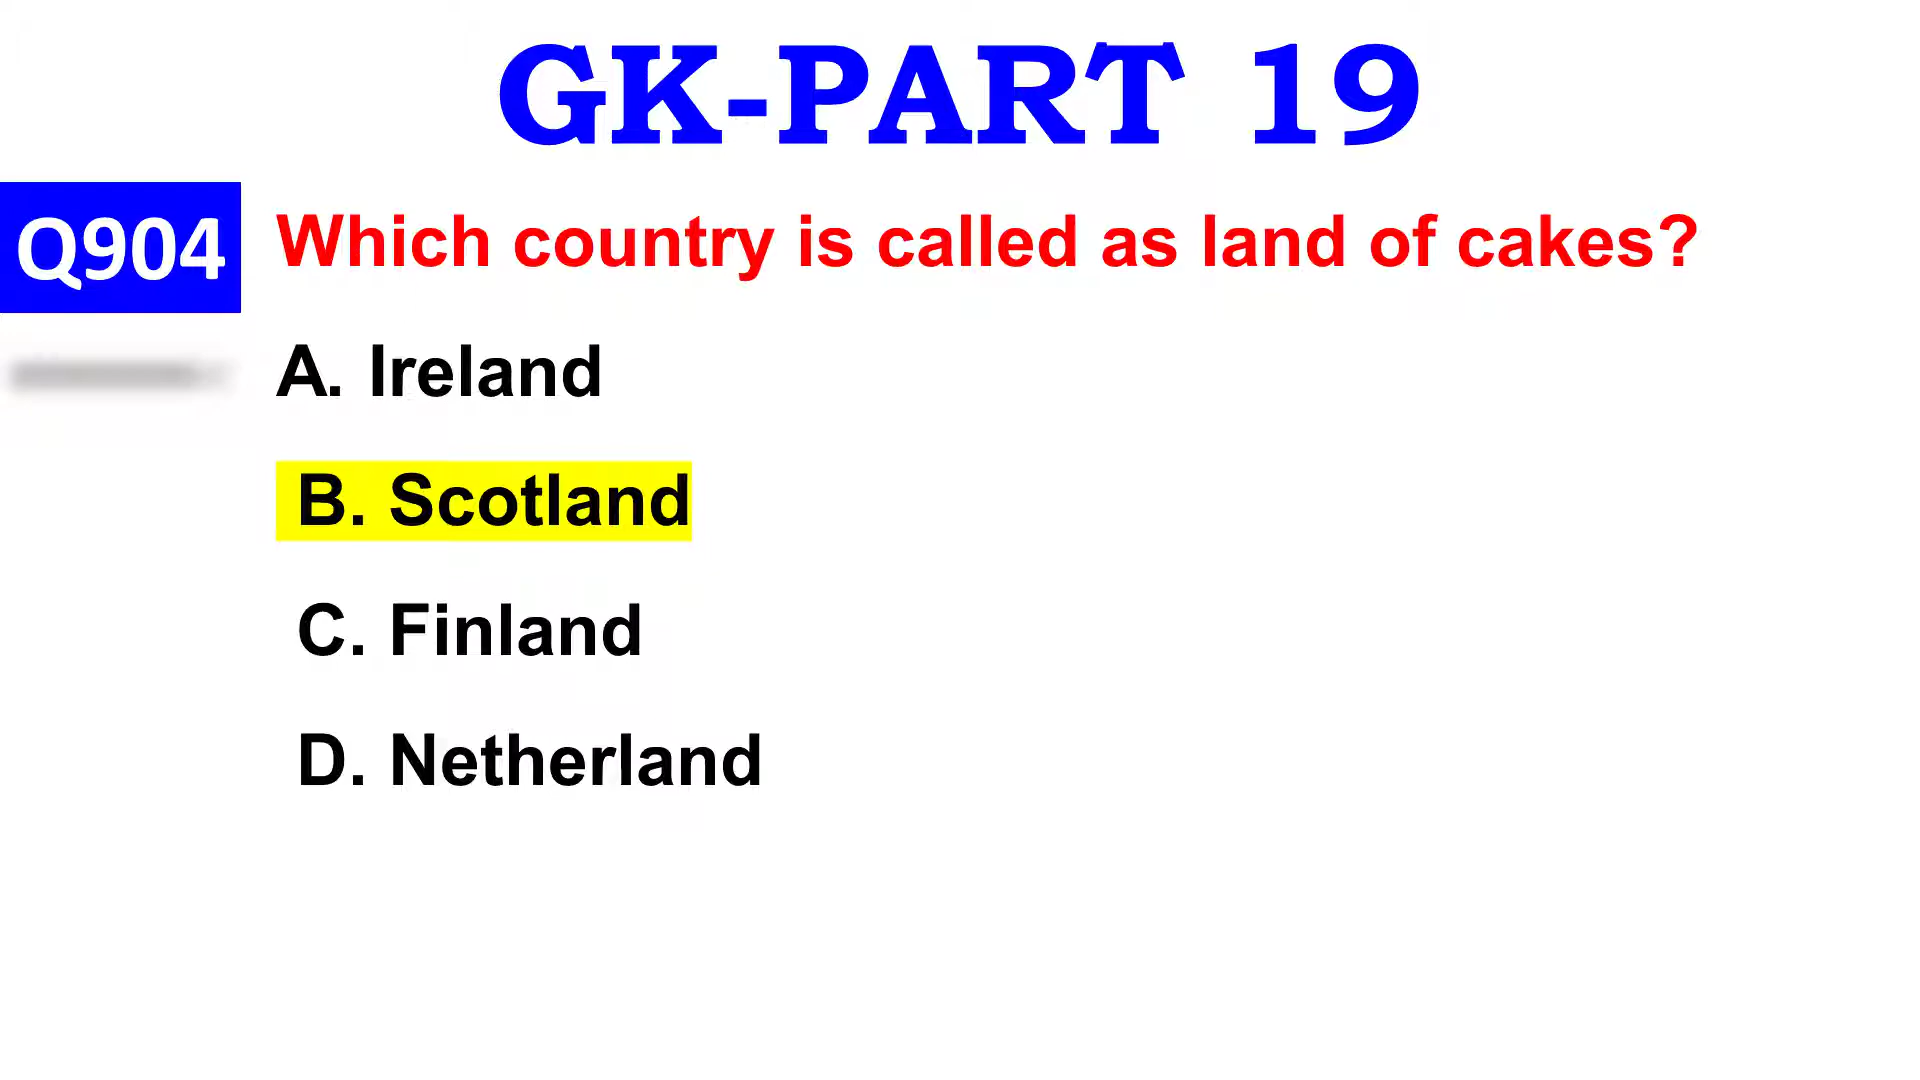 GK-PART 19
Q904 Which country is called as land of cakes?
A. Ireland
B. Scotland
C. Finland
D. Netherland